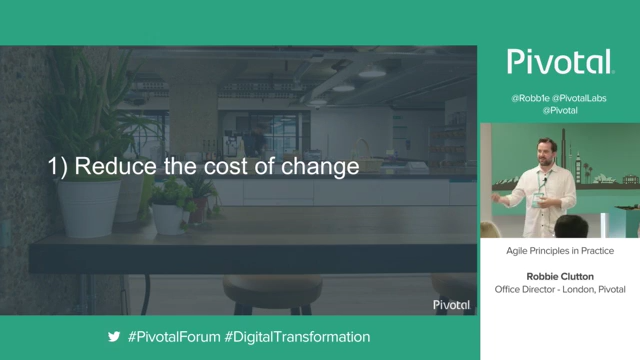 1) Reduce the cost of change
Pivotal
#PivotalForum #DigitalTransformation
Pivotal
@Robb1e @PivotalLabs
@Pivotal
Agile Principles in Practice
Robbie Clutton
Office Director - London, Pivotal